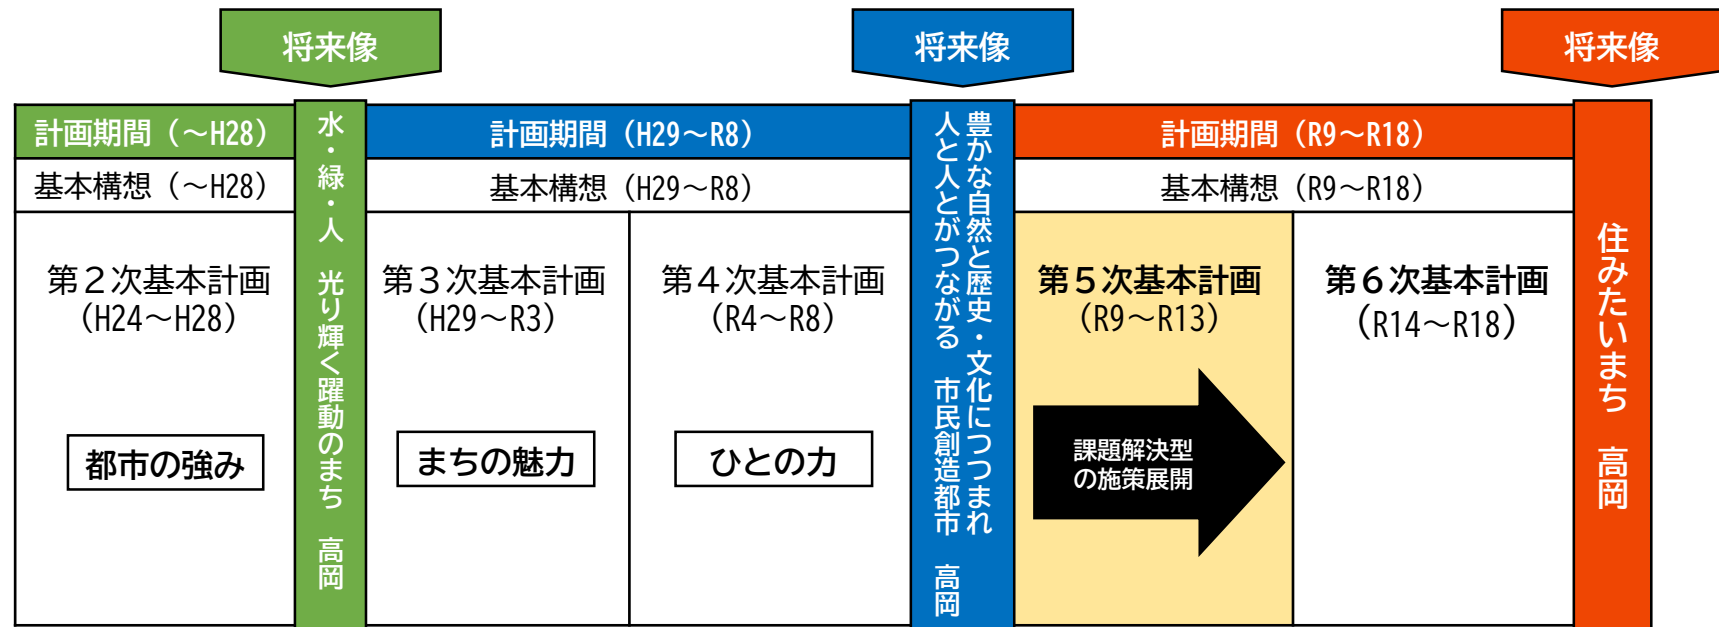 将来像
将来像
将来像
計画期間（～H28）
基本構想（～H28）
第２次基本計画
（H24～H28）
都市の強み
水・緑・人　光り輝く躍動のまち　高岡
計画期間（H29～R8）
基本構想（H29～R8）
第３次基本計画
（H29～R3）
まちの魅力
第４次基本計画
（R4～R8）
ひとの力
豊かな自然と歴史・文化につつまれ
人と人とがつながる　市民創造都市　高岡
計画期間（R9～R18）
基本構想（R9～R18）
第５次基本計画
（R9～R13）
課題解決型
の施策展開
第６次基本計画
（R14～R18）
住みたいまち　高岡